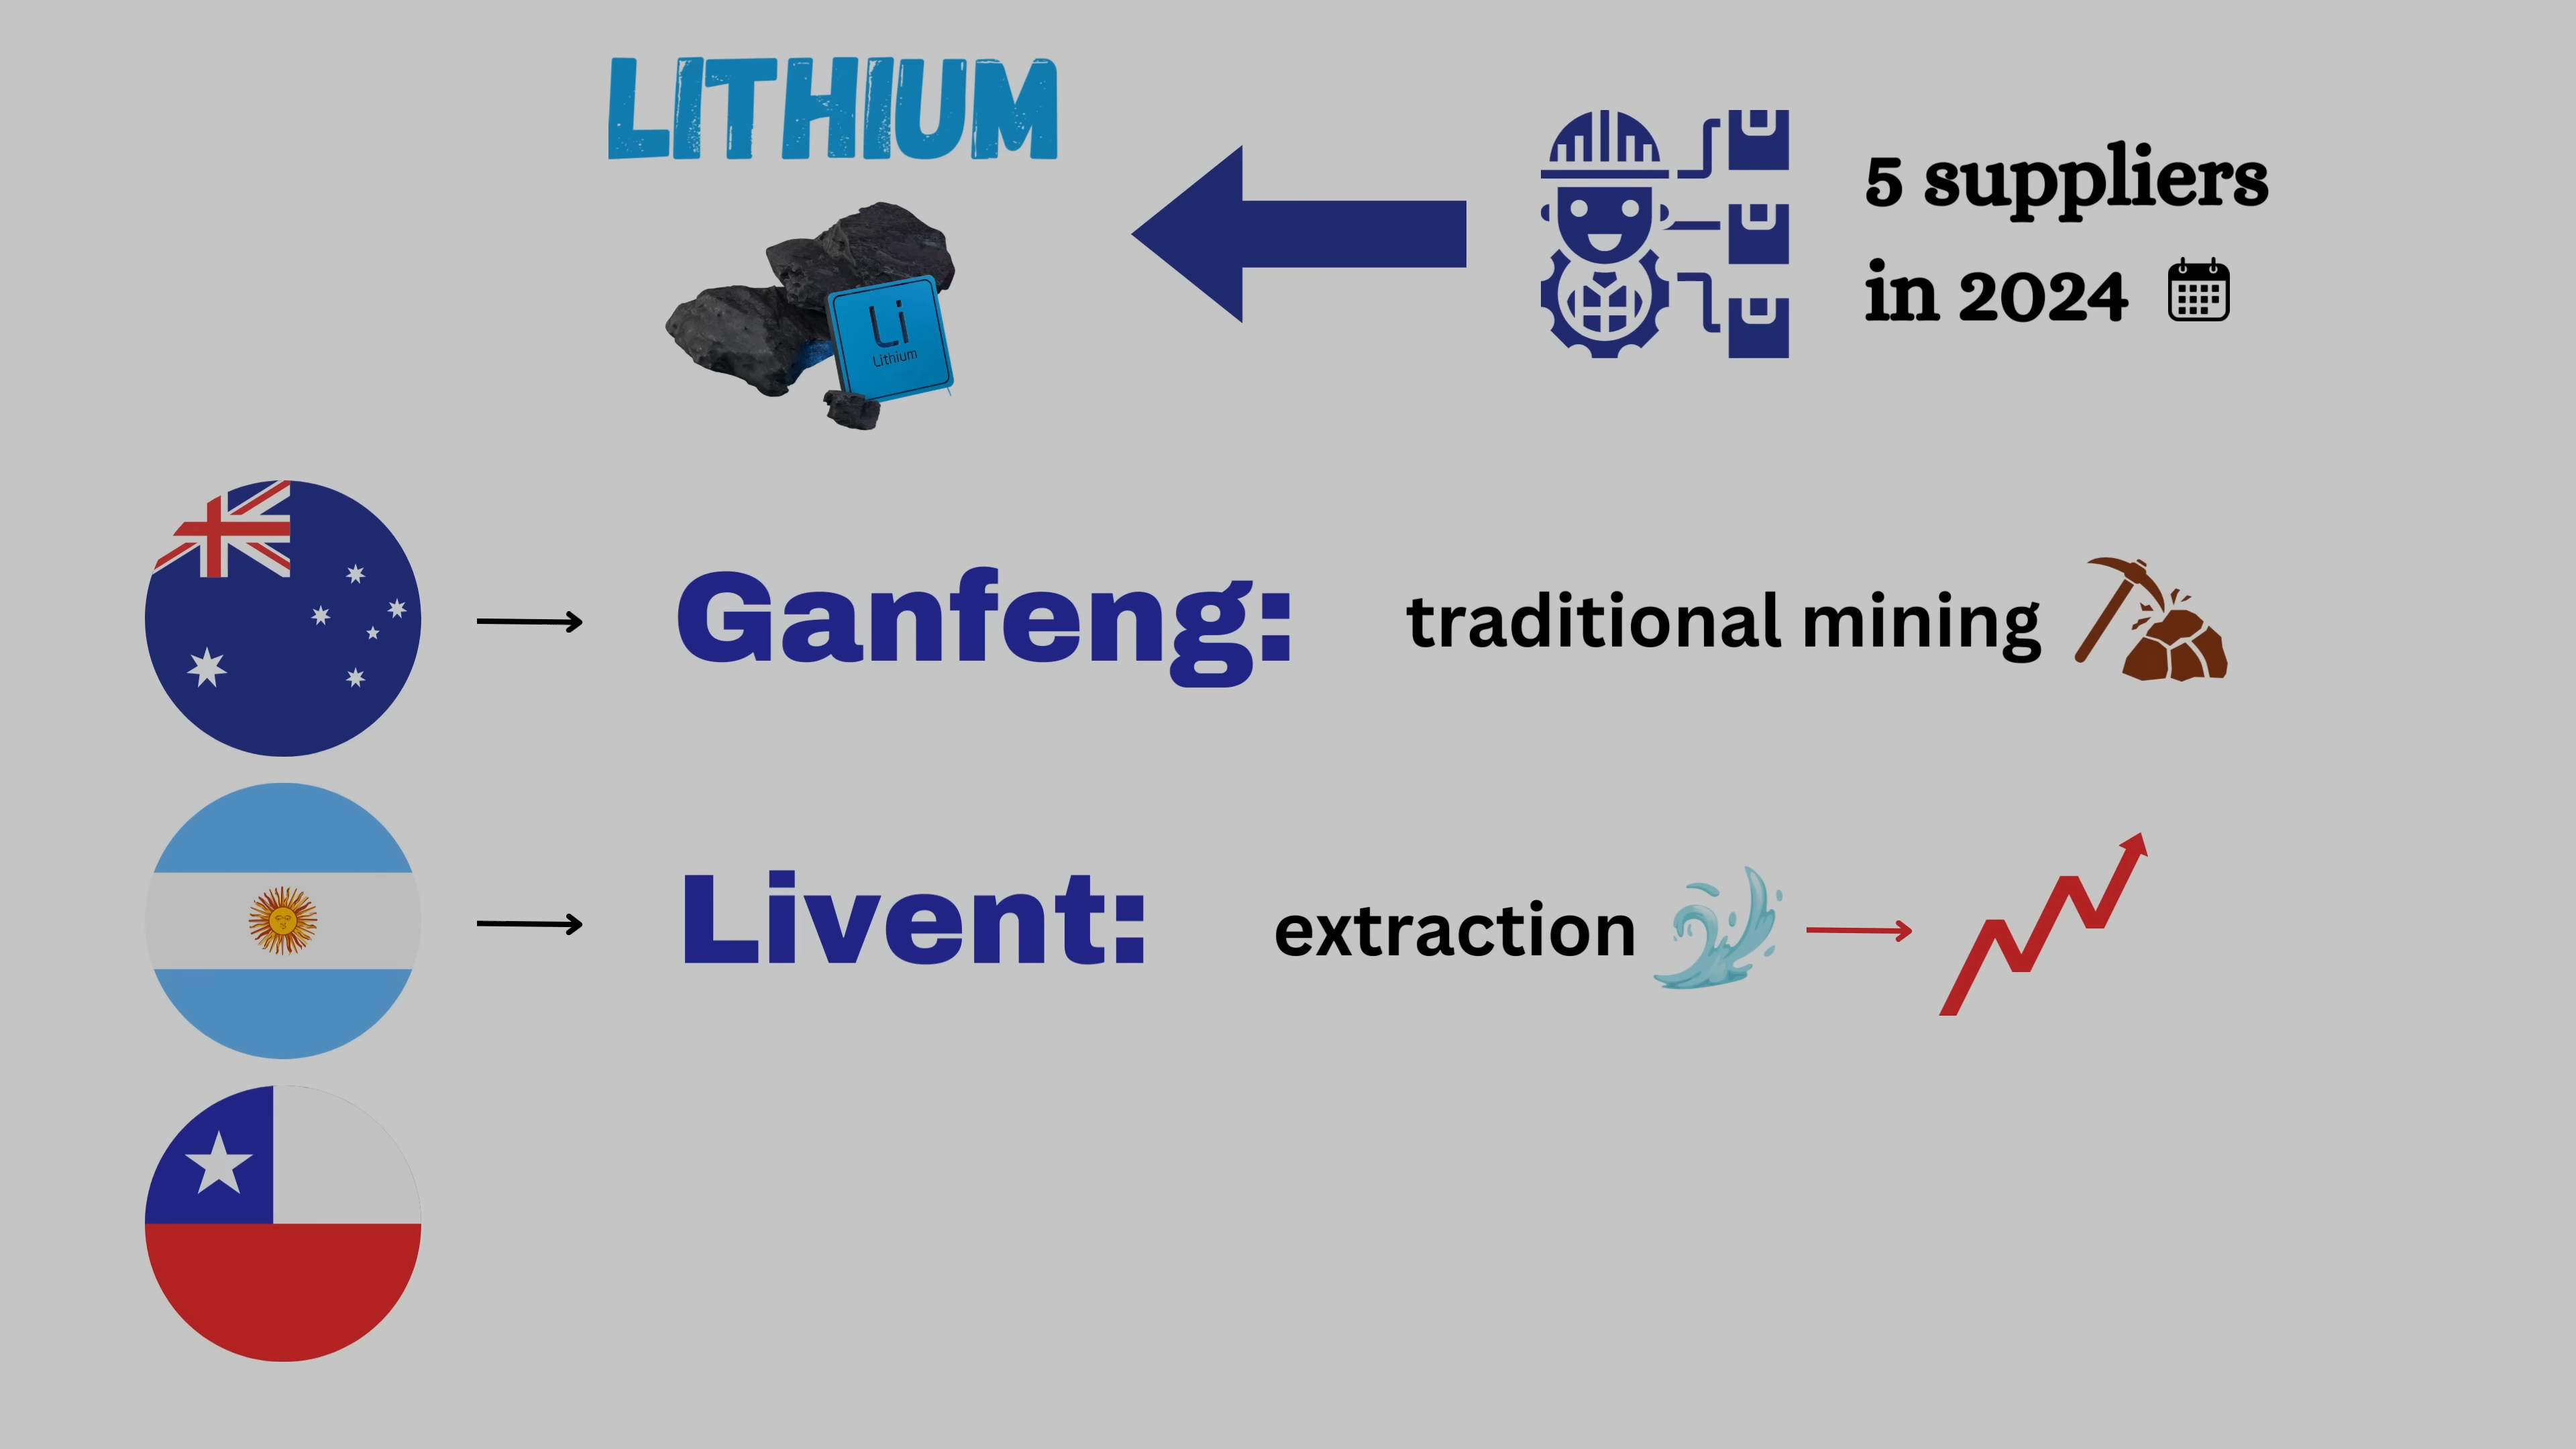 LITHIUM
Li
Lithium
5 suppliers
in 2024
Ganfeng: traditional mining
Livent: extraction